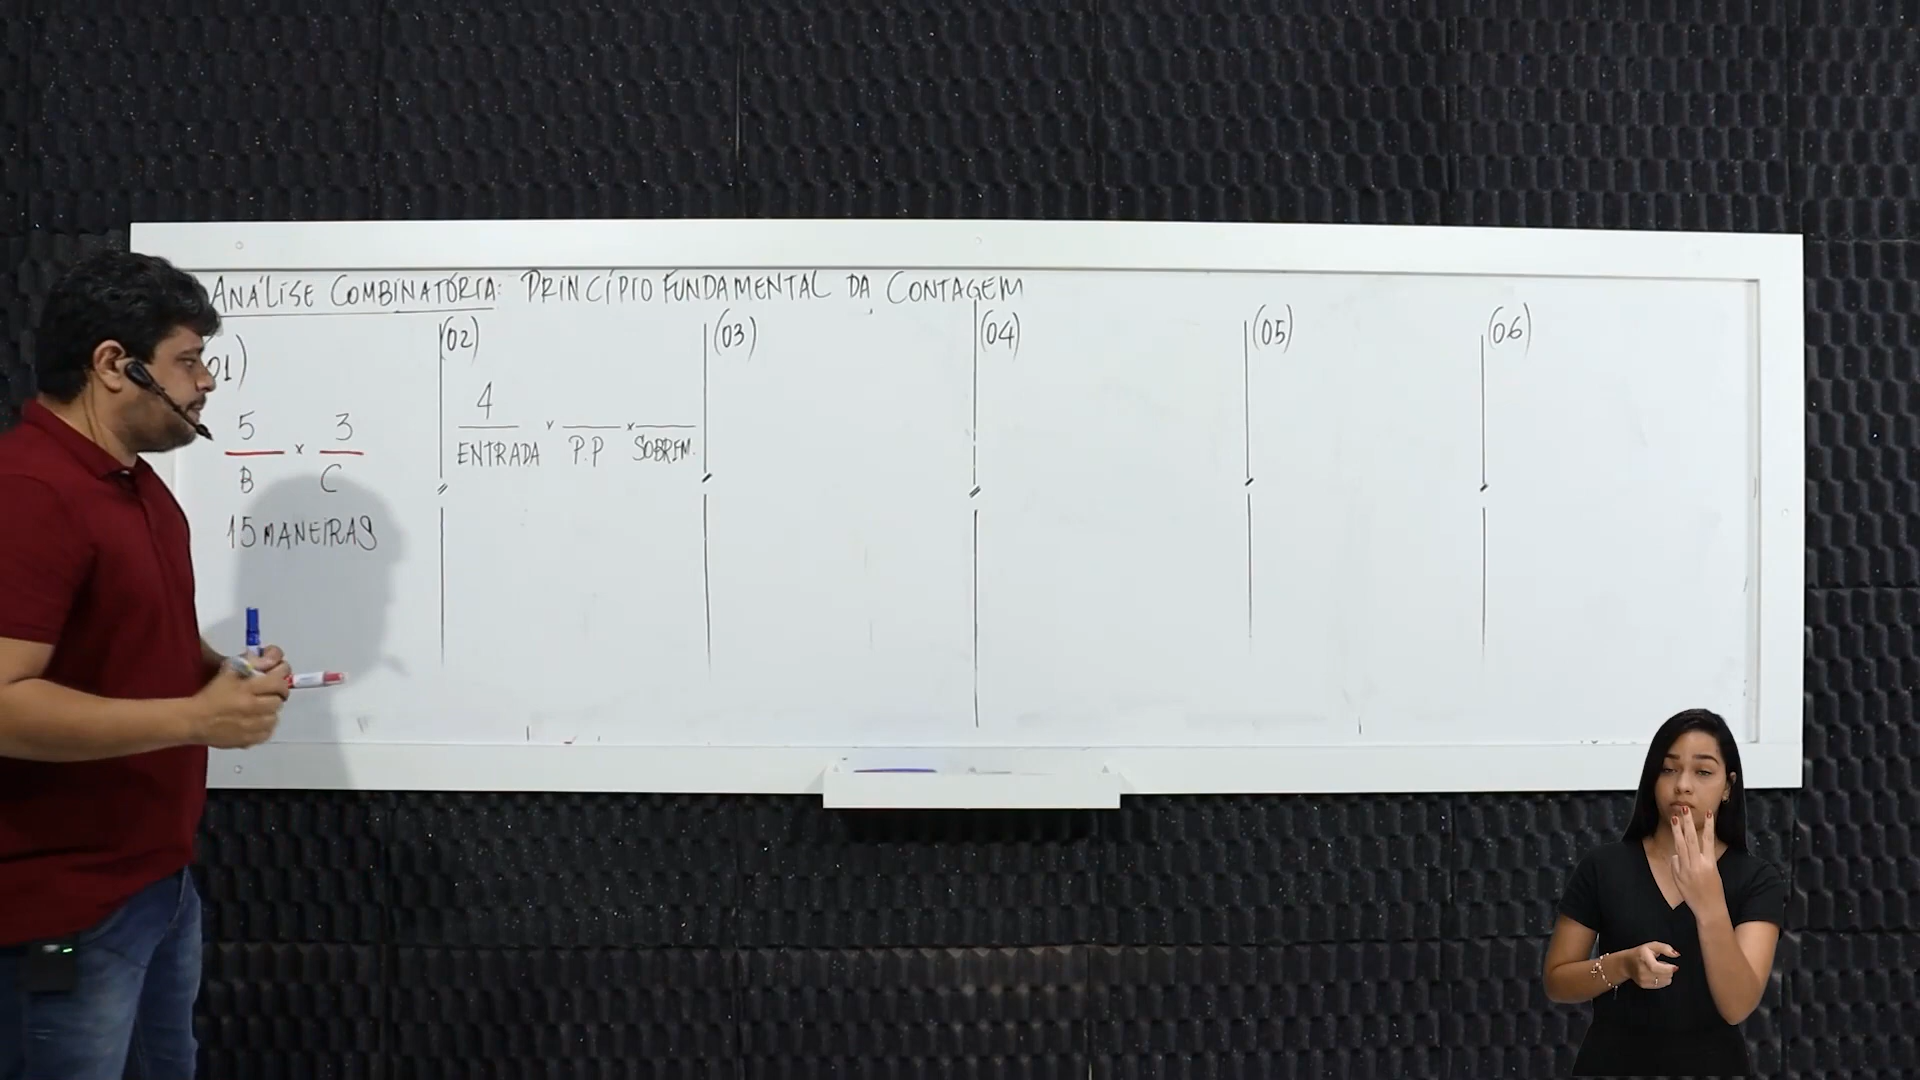 ANÁLISE COMBINATÓRIA: PRINCÍPIO FUNDAMENTAL DA CONTAGEM
01)
5 x 3
B C
15 MANEIRAS
(02)
4 x x
ENTRADA P.P SOBREM.
(03)
(04)
(05)
(06)